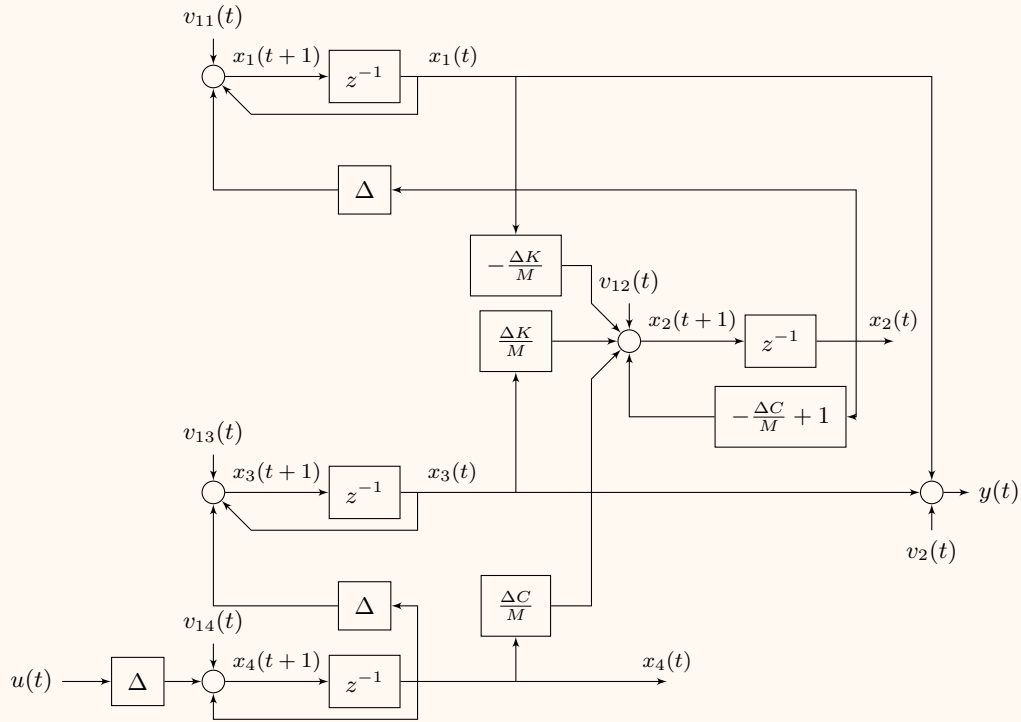 v₁₁(t)
x₁(t+1)
z⁻¹
x₁(t)
Δ
−ΔK/M
v₁₂(t)
ΔK/M
x₂(t+1)
z⁻¹
x₂(t)
−ΔC/M + 1
v₁₃(t)
x₃(t+1)
z⁻¹
x₃(t)
y(t)
v₂(t)
Δ
ΔC/M
v₁₄(t)
u(t)
Δ
x₄(t+1)
z⁻¹
x₄(t)